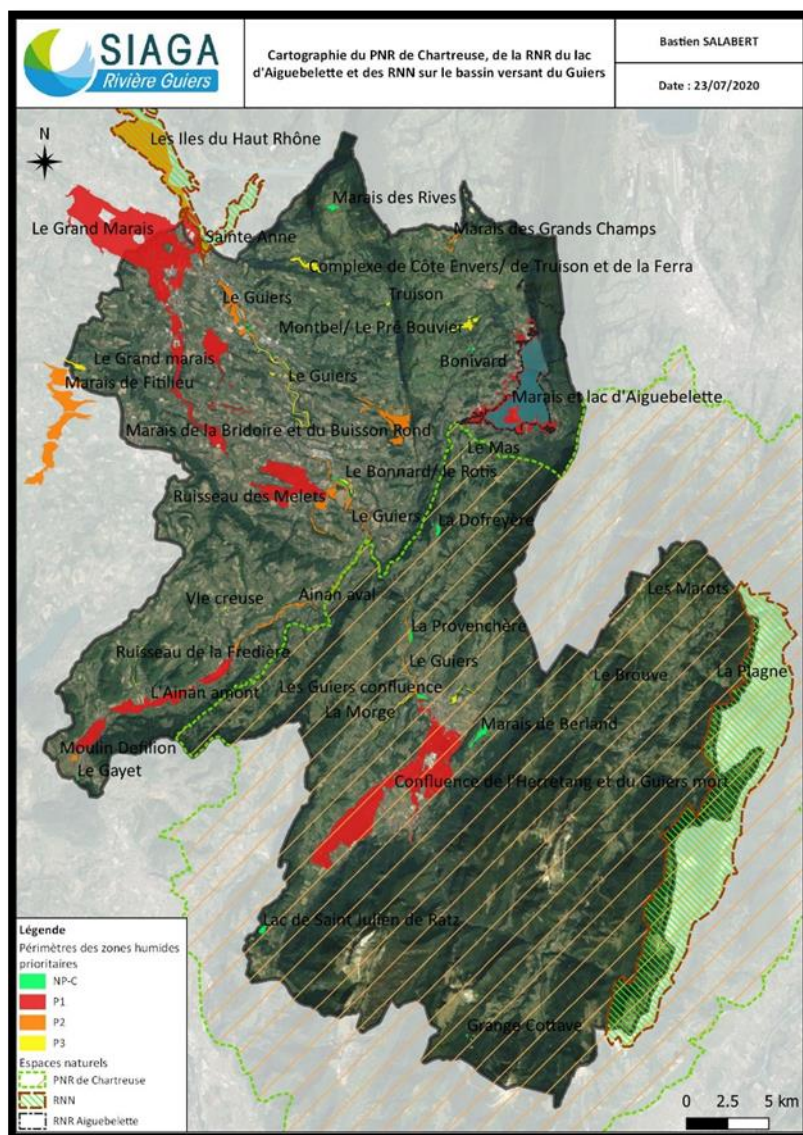 SIAGA
Rivière Guiers
Cartographie du PNR de Chartreuse, de la RNR du lac
d'Aiguebelette et des RNN sur le bassin versant du Guiers
Bastien SALABERT
Date : 23/07/2020
N
Les Iles du Haut Rhône
Marais des Rives
Le Grand Marais
Sainte Anne
Marais des Grands Champs
Complexe de Côte Envers/ de Truison et de la Ferra
Le Guiers
Truison
Montbel/ Le Pré Bouvier
Le Grand marais
Bonivard
Marais de Fitilieu
Le Guiers
Marais et lac d'Aiguebelette
Marais de la Bridoire et du Buisson Rond
Le Mas
Le Bonnard/ le Rotis
Ruisseau des Melets
Le Guiers
La Dofreyère
Les Marots
VIe creuse
Ainan aval
La Provenchère
Ruisseau de la Fredière
Le Guiers
Le Brouve
La Plagne
L'Ainan amont
Les Guiers confluence
La Morge
Marais de Berland
Moulin Defilion
Le Gayet
Confluence de l'Herretang et du Guiers mort
Lac de Saint Julien de Ratz
Grange Cottave
Légende
Périmètres des zones humides
prioritaires
NP-C
P1
P2
P3
Espaces naturels
PNR de Chartreuse
RNN
RNR Aiguebelette
0 2.5 5 km